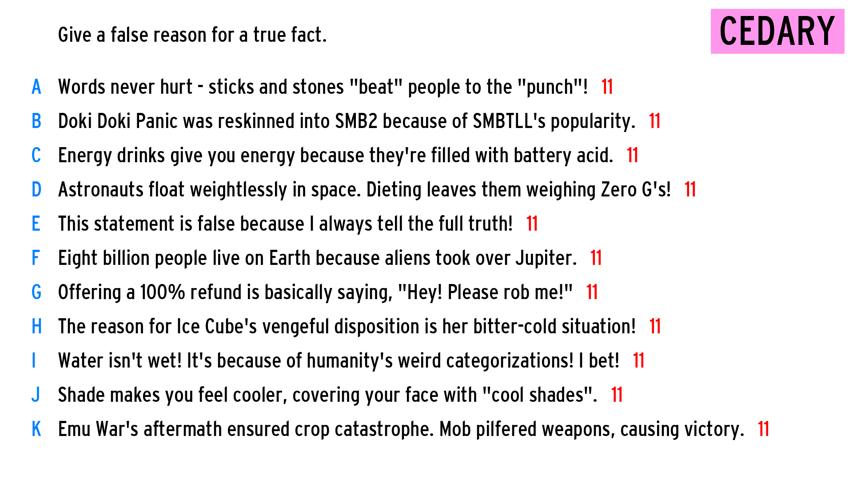 Give a false reason for a true fact.
CEDARY
A Words never hurt - sticks and stones "beat" people to the "punch"! 11
B Doki Doki Panic was reskinned into SMB2 because of SMBTLL's popularity. 11
C Energy drinks give you energy because they're filled with battery acid. 11
D Astronauts float weightlessly in space. Dieting leaves them weighing Zero G's! 11
E This statement is false because I always tell the full truth! 11
F Eight billion people live on Earth because aliens took over Jupiter. 11
G Offering a 100% refund is basically saying, "Hey! Please rob me!" 11
H The reason for Ice Cube's vengeful disposition is her bitter-cold situation! 11
I Water isn't wet! It's because of humanity's weird categorizations! I bet! 11
J Shade makes you feel cooler, covering your face with "cool shades". 11
K Emu War's aftermath ensured crop catastrophe. Mob pilfered weapons, causing victory. 11